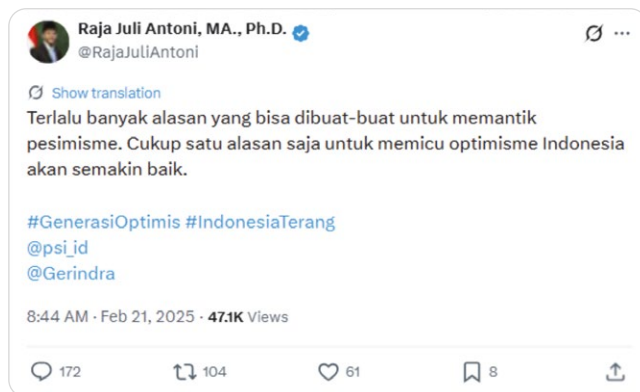 Raja Juli Antoni, MA., Ph.D.
@RajaJuliAntoni
Show translation
Terlalu banyak alasan yang bisa dibuat-buat untuk memantik
pesimisme. Cukup satu alasan saja untuk memicu optimisme Indonesia
akan semakin baik.
#GenerasiOptimis #IndonesiaTerang
@psi_id
@Gerindra
8:44 AM · Feb 21, 2025 · 47.1K Views
172 104 61 8